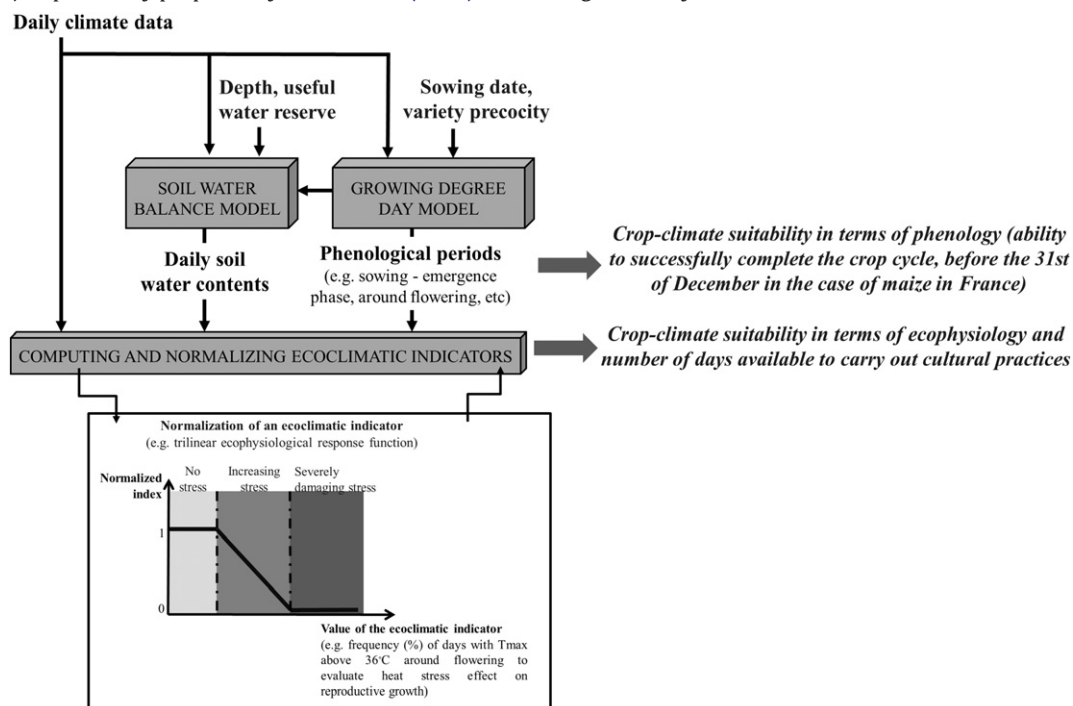 Daily climate data
Depth, useful
water reserve
Sowing date,
variety precocity
SOIL WATER
BALANCE MODEL
GROWING DEGREE
DAY MODEL
Daily soil
water contents
Phenological periods
(e.g. sowing - emergence
phase, around flowering, etc)
Crop-climate suitability in terms of phenology (ability
to successfully complete the crop cycle, before the 31st
of December in the case of maize in France)
COMPUTING AND NORMALIZING ECOCLIMATIC INDICATORS
Crop-climate suitability in terms of ecophysiology and
number of days available to carry out cultural practices
Normalization of an ecoclimatic indicator
(e.g. trilinear ecophysiological response function)
Normalized
index
No
stress
Increasing
stress
Severely
damaging stress
1
0
Value of the ecoclimatic indicator
(e.g. frequency (%) of days with Tmax
above 36°C around flowering to
evaluate heat stress effect on
reproductive growth)